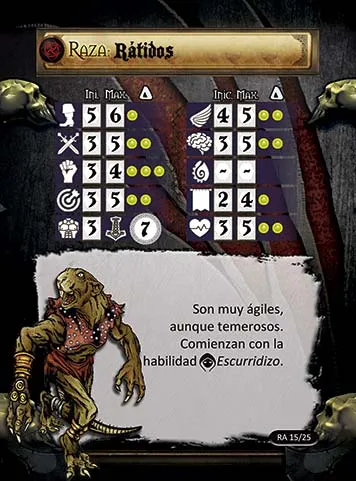 RAZA: Rátidos
INI. MAX. INIC. MAX.
5 6 4 5
3 5 3 5
3 4 - -
3 5 2 4
3 7 3 5
Son muy ágiles,
aunque temerosos.
Comienzan con la
habilidad Escurridizo.
RA 15/25